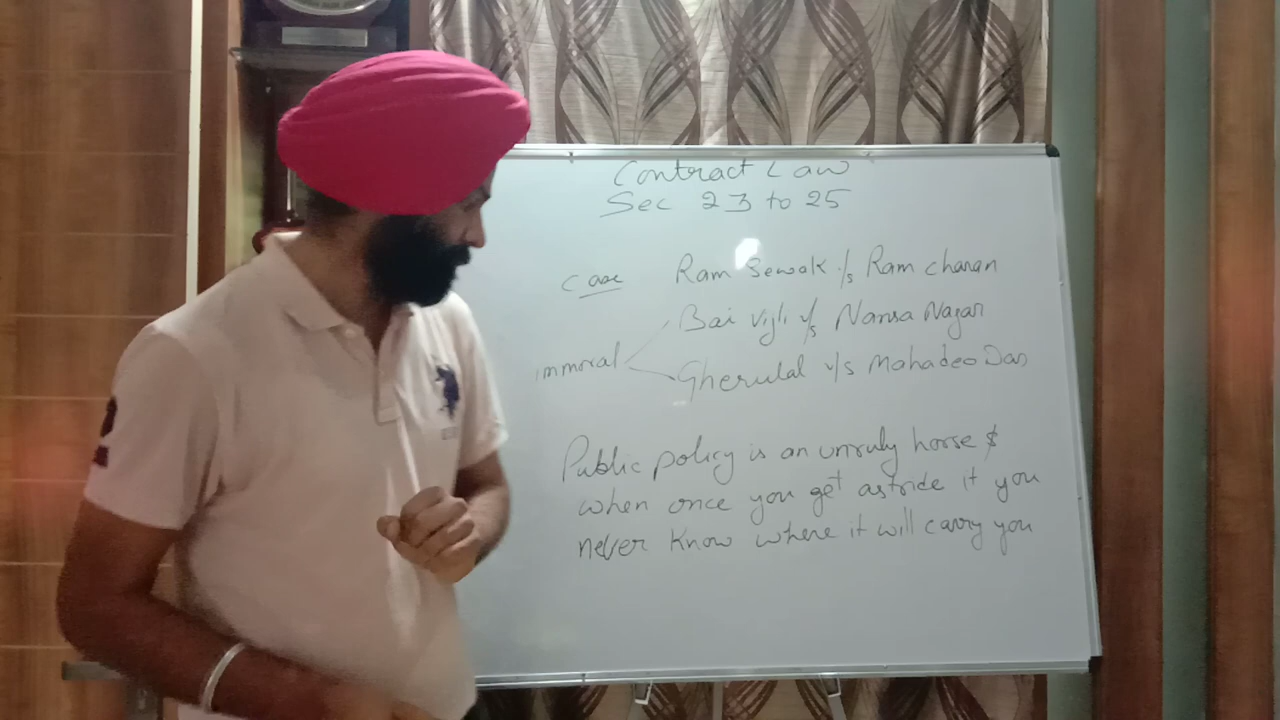 Contract Law
Sec 23 to 25
Case Ram Sewak v/s Ram charan
Bai Vijli v/s Nansa Nagar
immoral
Gherulal v/s Mahadeo Das
Public policy is an unruly horse &
when once you get astride it you
never know where it will carry you